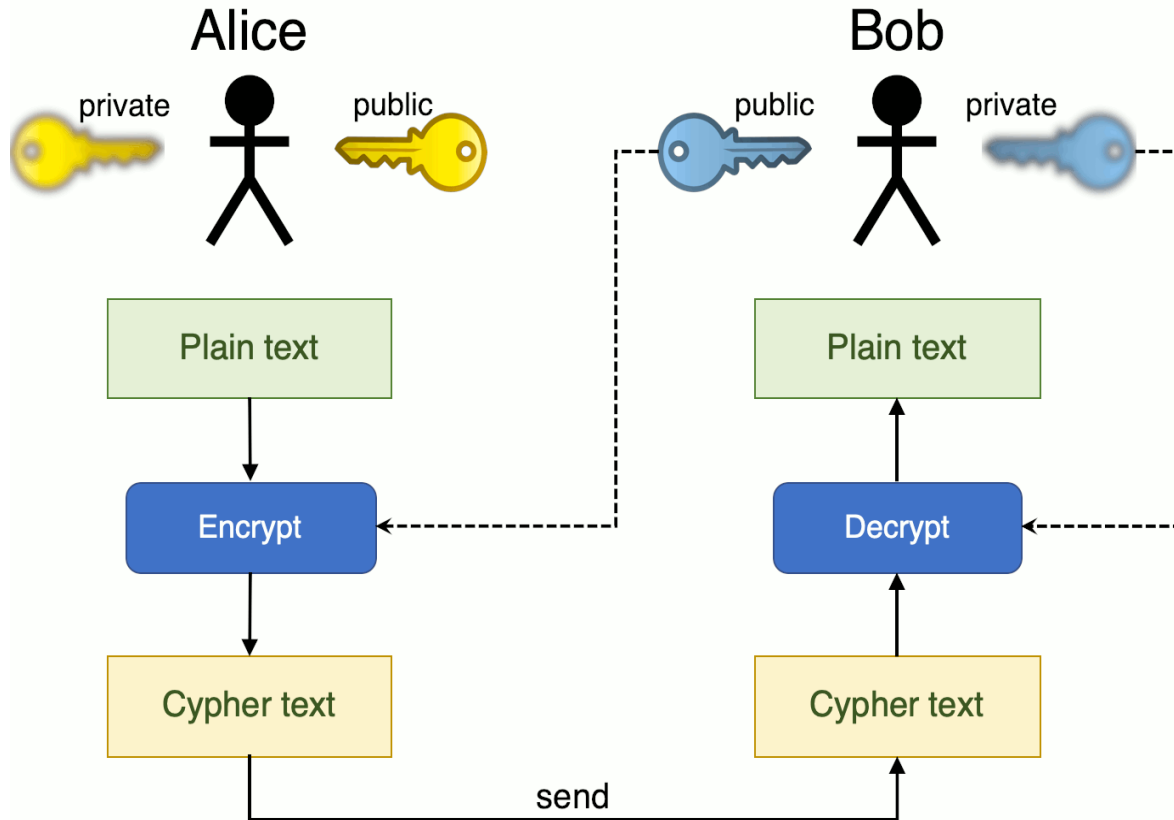 Alice
Bob
private
public
public
private
Plain text
Plain text
Encrypt
Decrypt
Cypher text
Cypher text
send